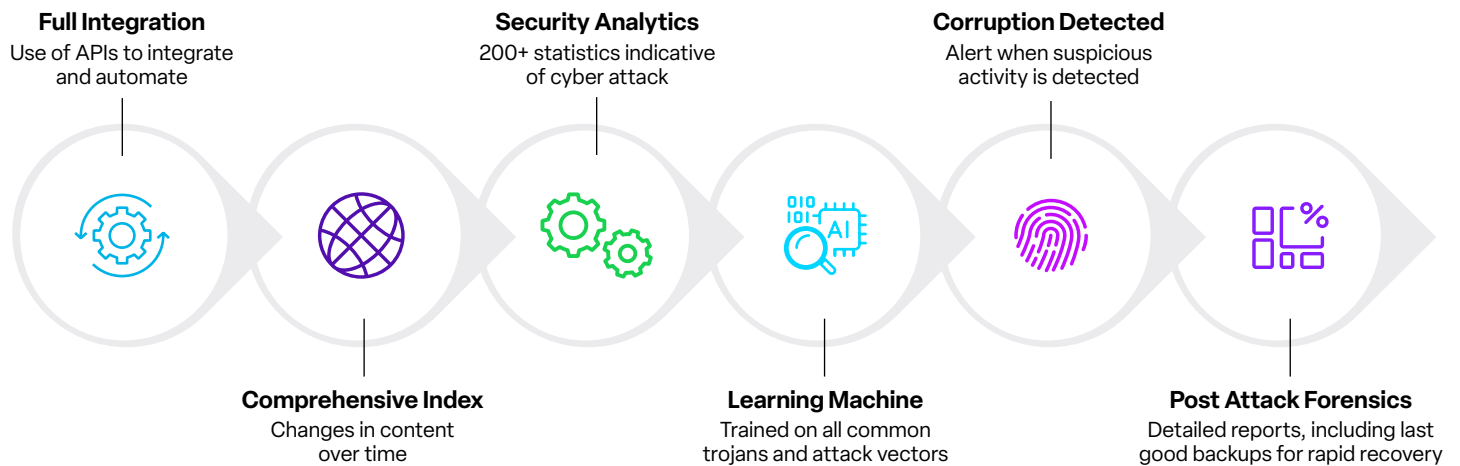 Full Integration
Use of APIs to integrate
and automate
Comprehensive Index
Changes in content
over time
Security Analytics
200+ statistics indicative
of cyber attack
010
101
AI
Learning Machine
Trained on all common
trojans and attack vectors
Corruption Detected
Alert when suspicious
activity is detected
%
Post Attack Forensics
Detailed reports, including last
good backups for rapid recovery